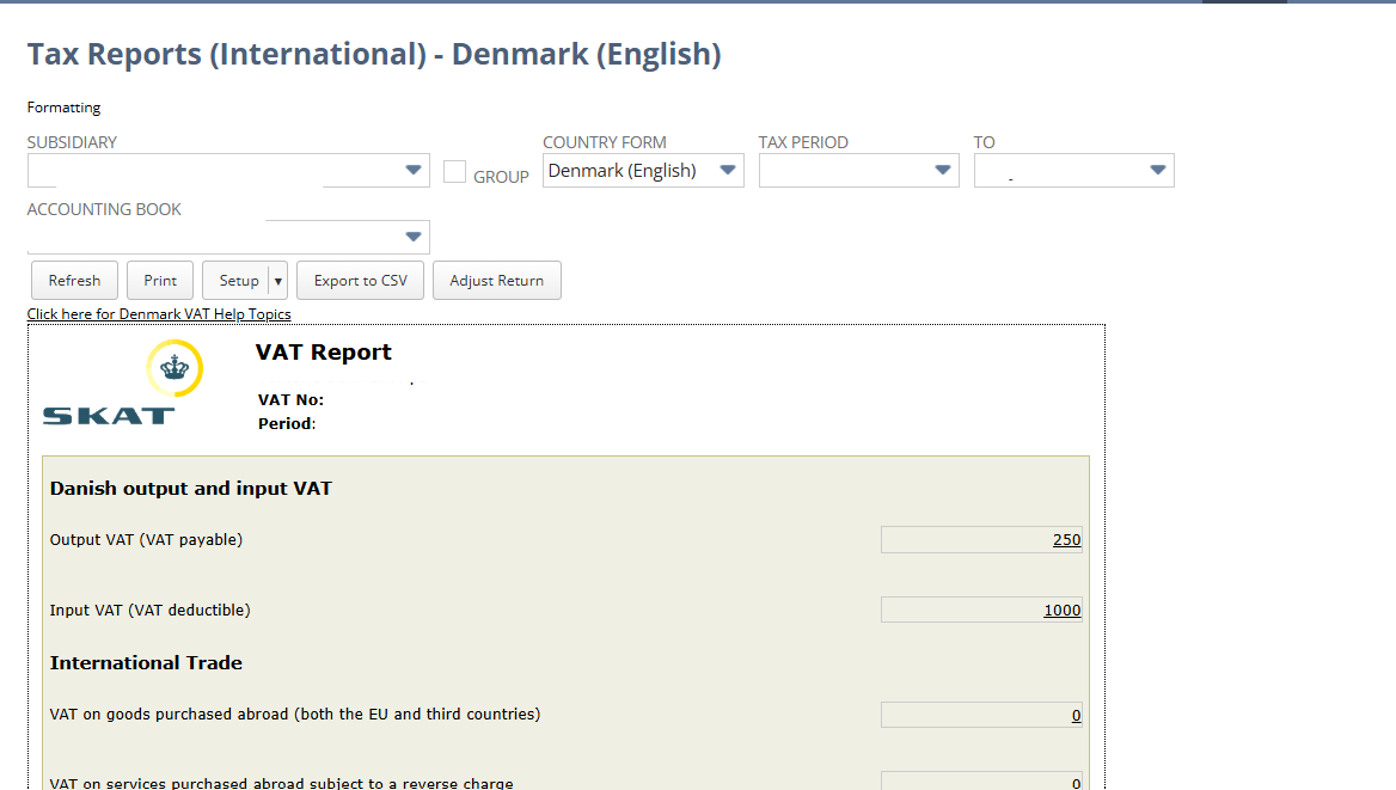 Tax Reports (International) - Denmark (English)
Formatting
SUBSIDIARY
GROUP
COUNTRY FORM
Denmark (English)
TAX PERIOD
TO
ACCOUNTING BOOK
Refresh
Print
Setup
Export to CSV
Adjust Return
Click here for Denmark VAT Help Topics
SKAT
VAT Report
VAT No:
Period:
Danish output and input VAT
Output VAT (VAT payable) 250
Input VAT (VAT deductible) 1000
International Trade
VAT on goods purchased abroad (both the EU and third countries) 0
VAT on services purchased abroad subject to a reverse charge 0